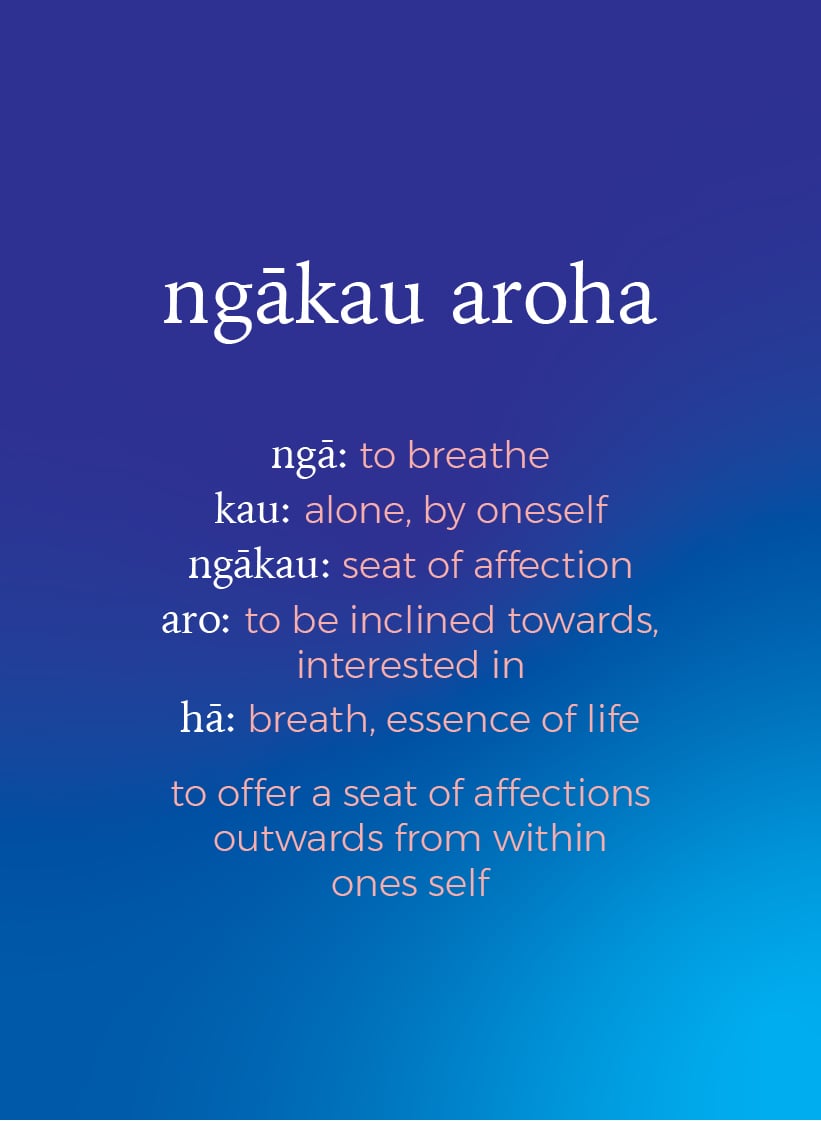 ngākau aroha
ngā: to breathe
kau: alone, by oneself
ngākau: seat of affection
aro: to be inclined towards,
interested in
hā: breath, essence of life
to offer a seat of affections
outwards from within
ones self